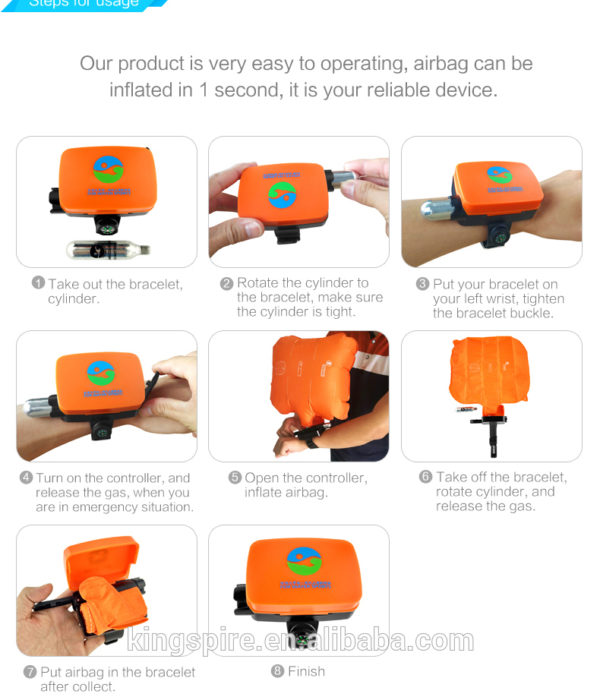 Steps for usage
Our product is very easy to operating, airbag can be
inflated in 1 second, it is your reliable device.
1 Take out the bracelet,
cylinder.
2 Rotate the cylinder to
the bracelet, make sure
the cylinder is tight.
3 Put your bracelet on
your left wrist, tighten
the bracelet buckle.
4 Turn on the controller, and
release the gas, when you
are in emergency situation.
5 Open the controller,
inflate airbag.
6 Take off the bracelet,
rotate cylinder, and
release the gas.
7 Put airbag in the bracelet
after collect.
8 Finish
kingspire.en.alibaba.com